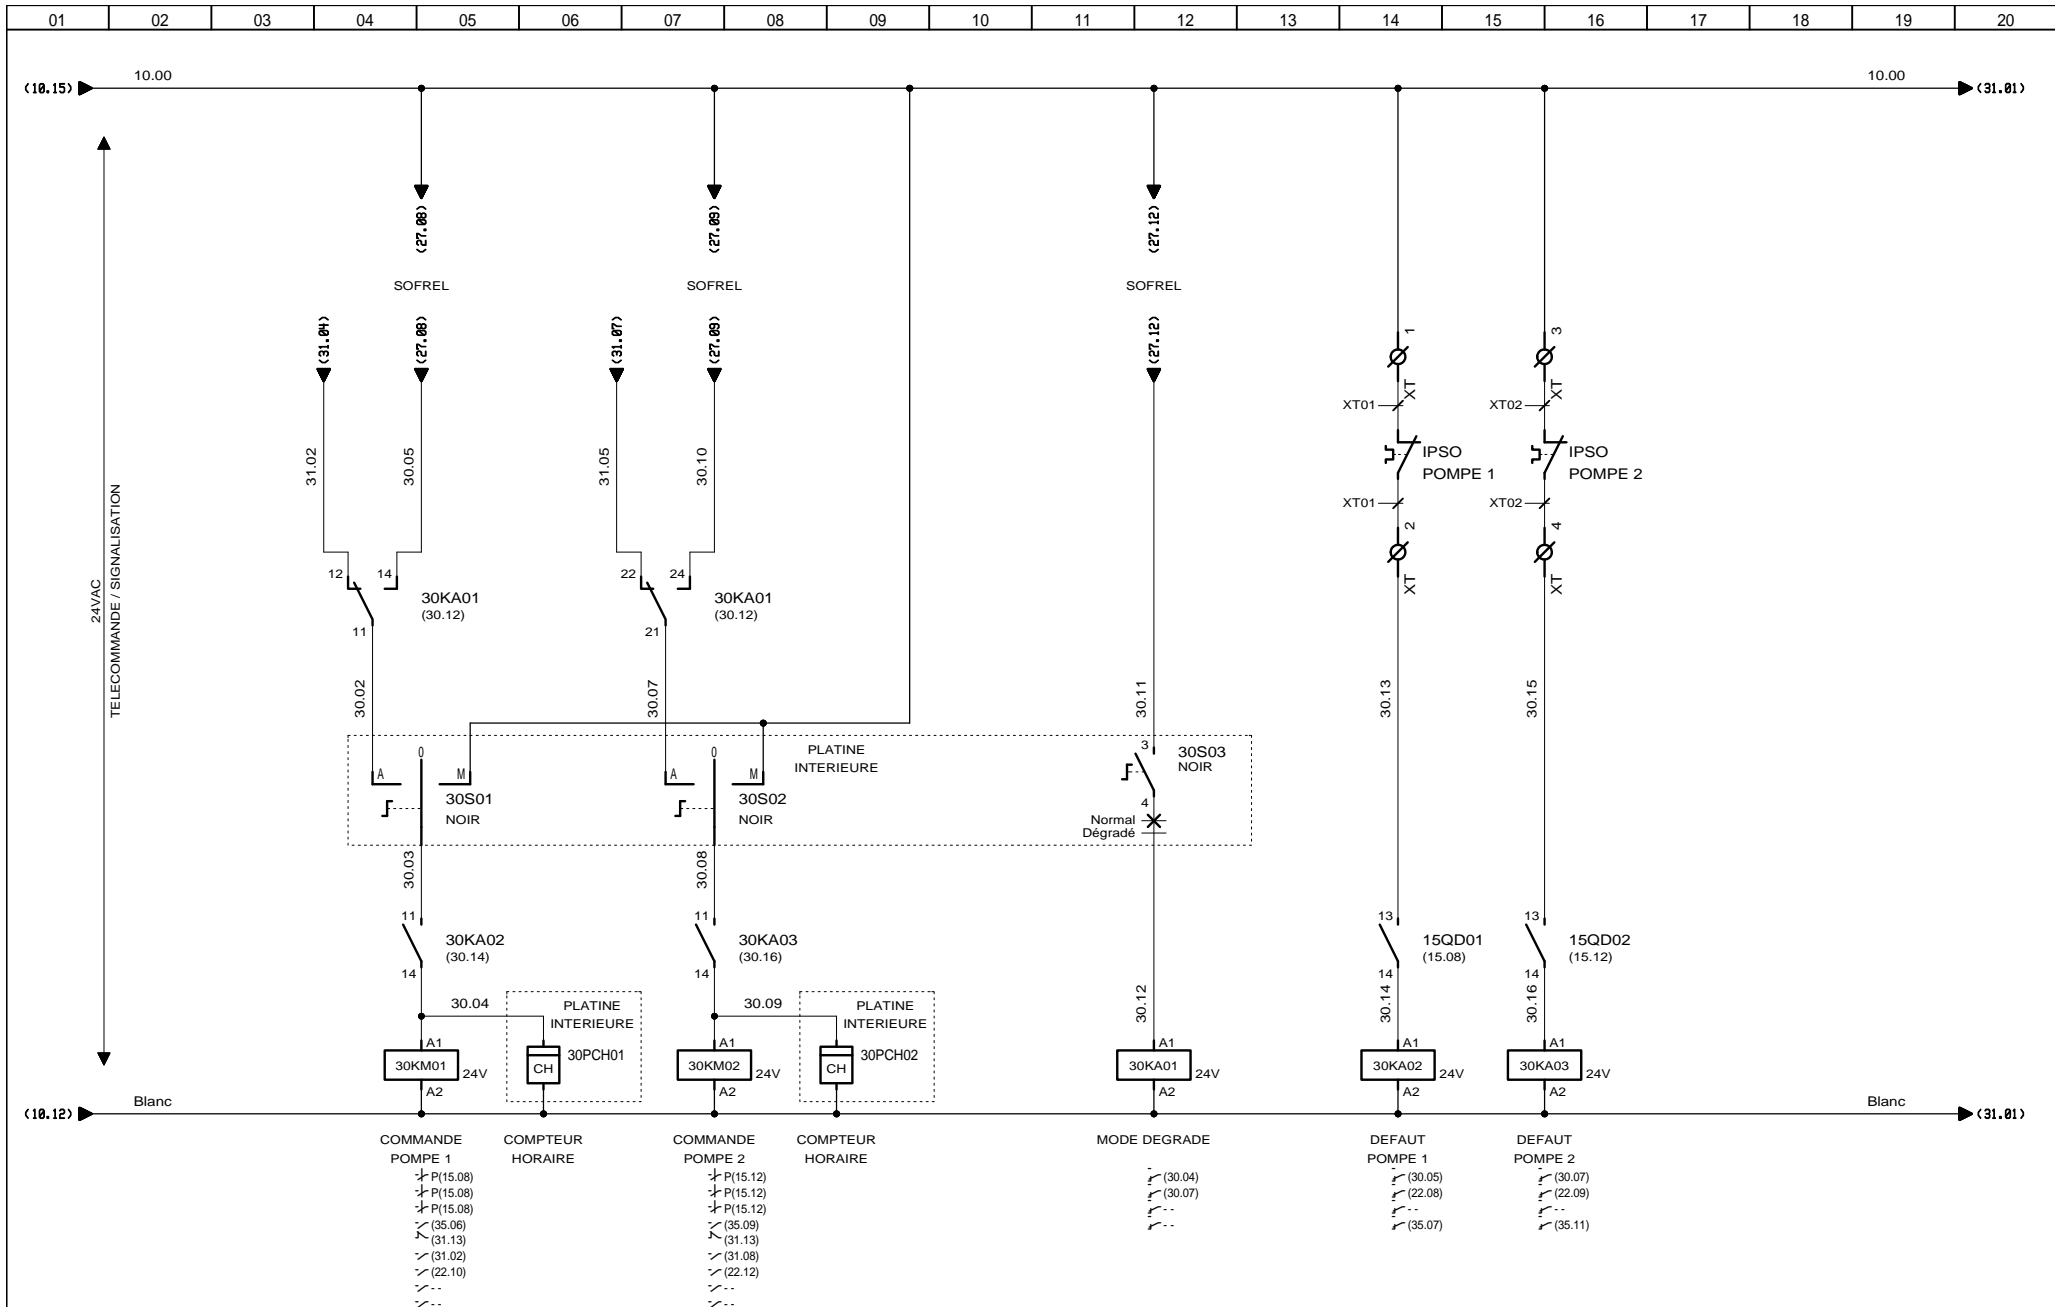 01 02 03 04 05 06 07 08 09 10 11 12 13 14 15 16 17 18 19 20
10.00 10.00
(10.15) (31.01)
(27.08) (27.09) (27.12)
SOFREL SOFREL SOFREL
(31.04) (27.08) (31.07) (27.09) (27.12)
1 3
XT XT
XT01 XT02
31.02 30.05 31.05 30.10
IPSO IPSO
POMPE 1 POMPE 2
XT01 XT02
2 4
XT XT
24VAC
TELECOMMANDE / SIGNALISATION
12 14 22 24
30KA01 30KA01
(30.12) (30.12)
11 21
30.02 30.07 30.11 30.13 30.15
PLATINE
INTERIEURE
A 0 M A 0 M
3 30S03
NOIR
30S01 30S02
NOIR NOIR
4
Normal
Dégradé
30.03 30.08
11 11 13 13
30KA02 30KA03 15QD01 15QD02
(30.14) (30.16) (15.08) (15.12)
14 14 14 14
30.04 30.09 30.12 30.14 30.16
PLATINE PLATINE
INTERIEURE INTERIEURE
A1 A1 A1 A1 A1
30PCH01 30PCH02
30KM01 24V CH 30KM02 24V CH 30KA01 24V 30KA02 24V 30KA03 24V
A2 A2 A2 A2 A2
Blanc Blanc
(10.12) (31.01)
COMMANDE COMPTEUR COMMANDE COMPTEUR MODE DEGRADE DEFAUT DEFAUT
POMPE 1 HORAIRE POMPE 2 HORAIRE POMPE 1 POMPE 2
P(15.08) P(15.12) (30.04) (30.05) (30.07)
P(15.08) P(15.12) (30.07) (22.08) (22.09)
P(15.08) P(15.12) -- -- --
(35.06) (35.09) -- (35.07) (35.11)
(31.13) (31.13)
(31.02) (31.08)
(22.10) (22.12)
-- --
-- --